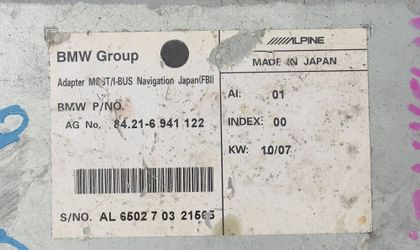 BMW Group
Adapter MOST/I-BUS Navigation Japan(FBI)
BMW P/NO.
AG No. 84.21-6 941 122
S/NO. AL 6502 7 03 21565
ALPINE
MADE IN JAPAN
AI: 01
INDEX: 00
KW: 10/07